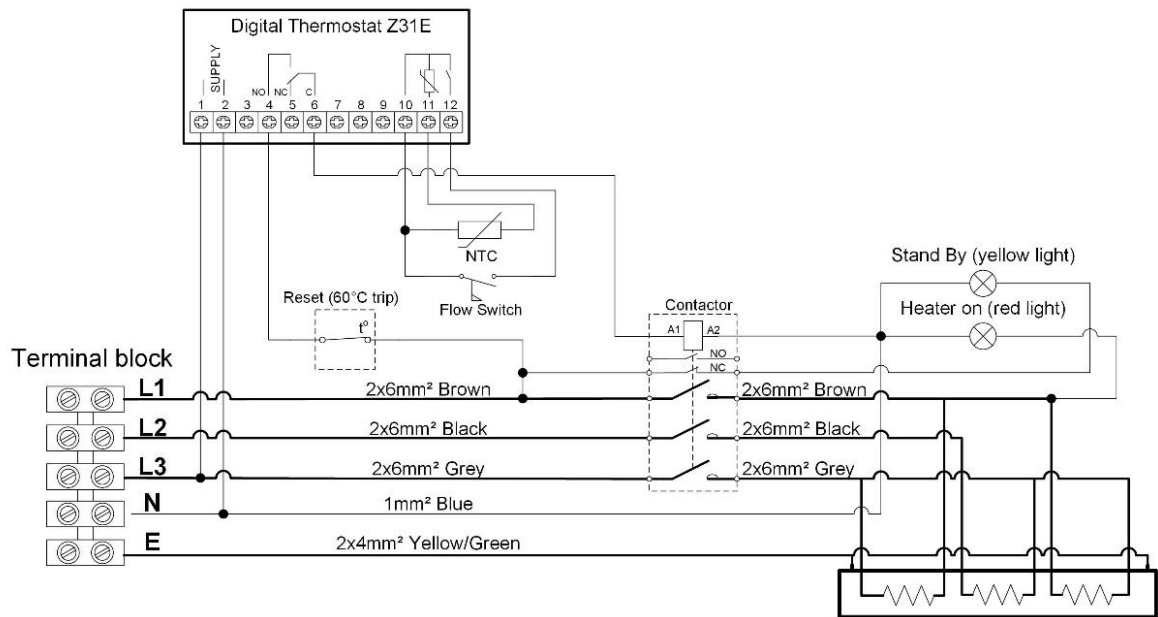 Digital Thermostat Z31E
SUPPLY
NO NC C
1 2 3 4 5 6 7 8 9 10 11 12
NTC
Flow Switch
Reset (60°C trip)
t°
Contactor
A1 A2
NO
NC
Stand By (yellow light)
Heater on (red light)
Terminal block
L1 2x6mm² Brown 2x6mm² Brown
L2 2x6mm² Black 2x6mm² Black
L3 2x6mm² Grey 2x6mm² Grey
N 1mm² Blue
E 2x4mm² Yellow/Green